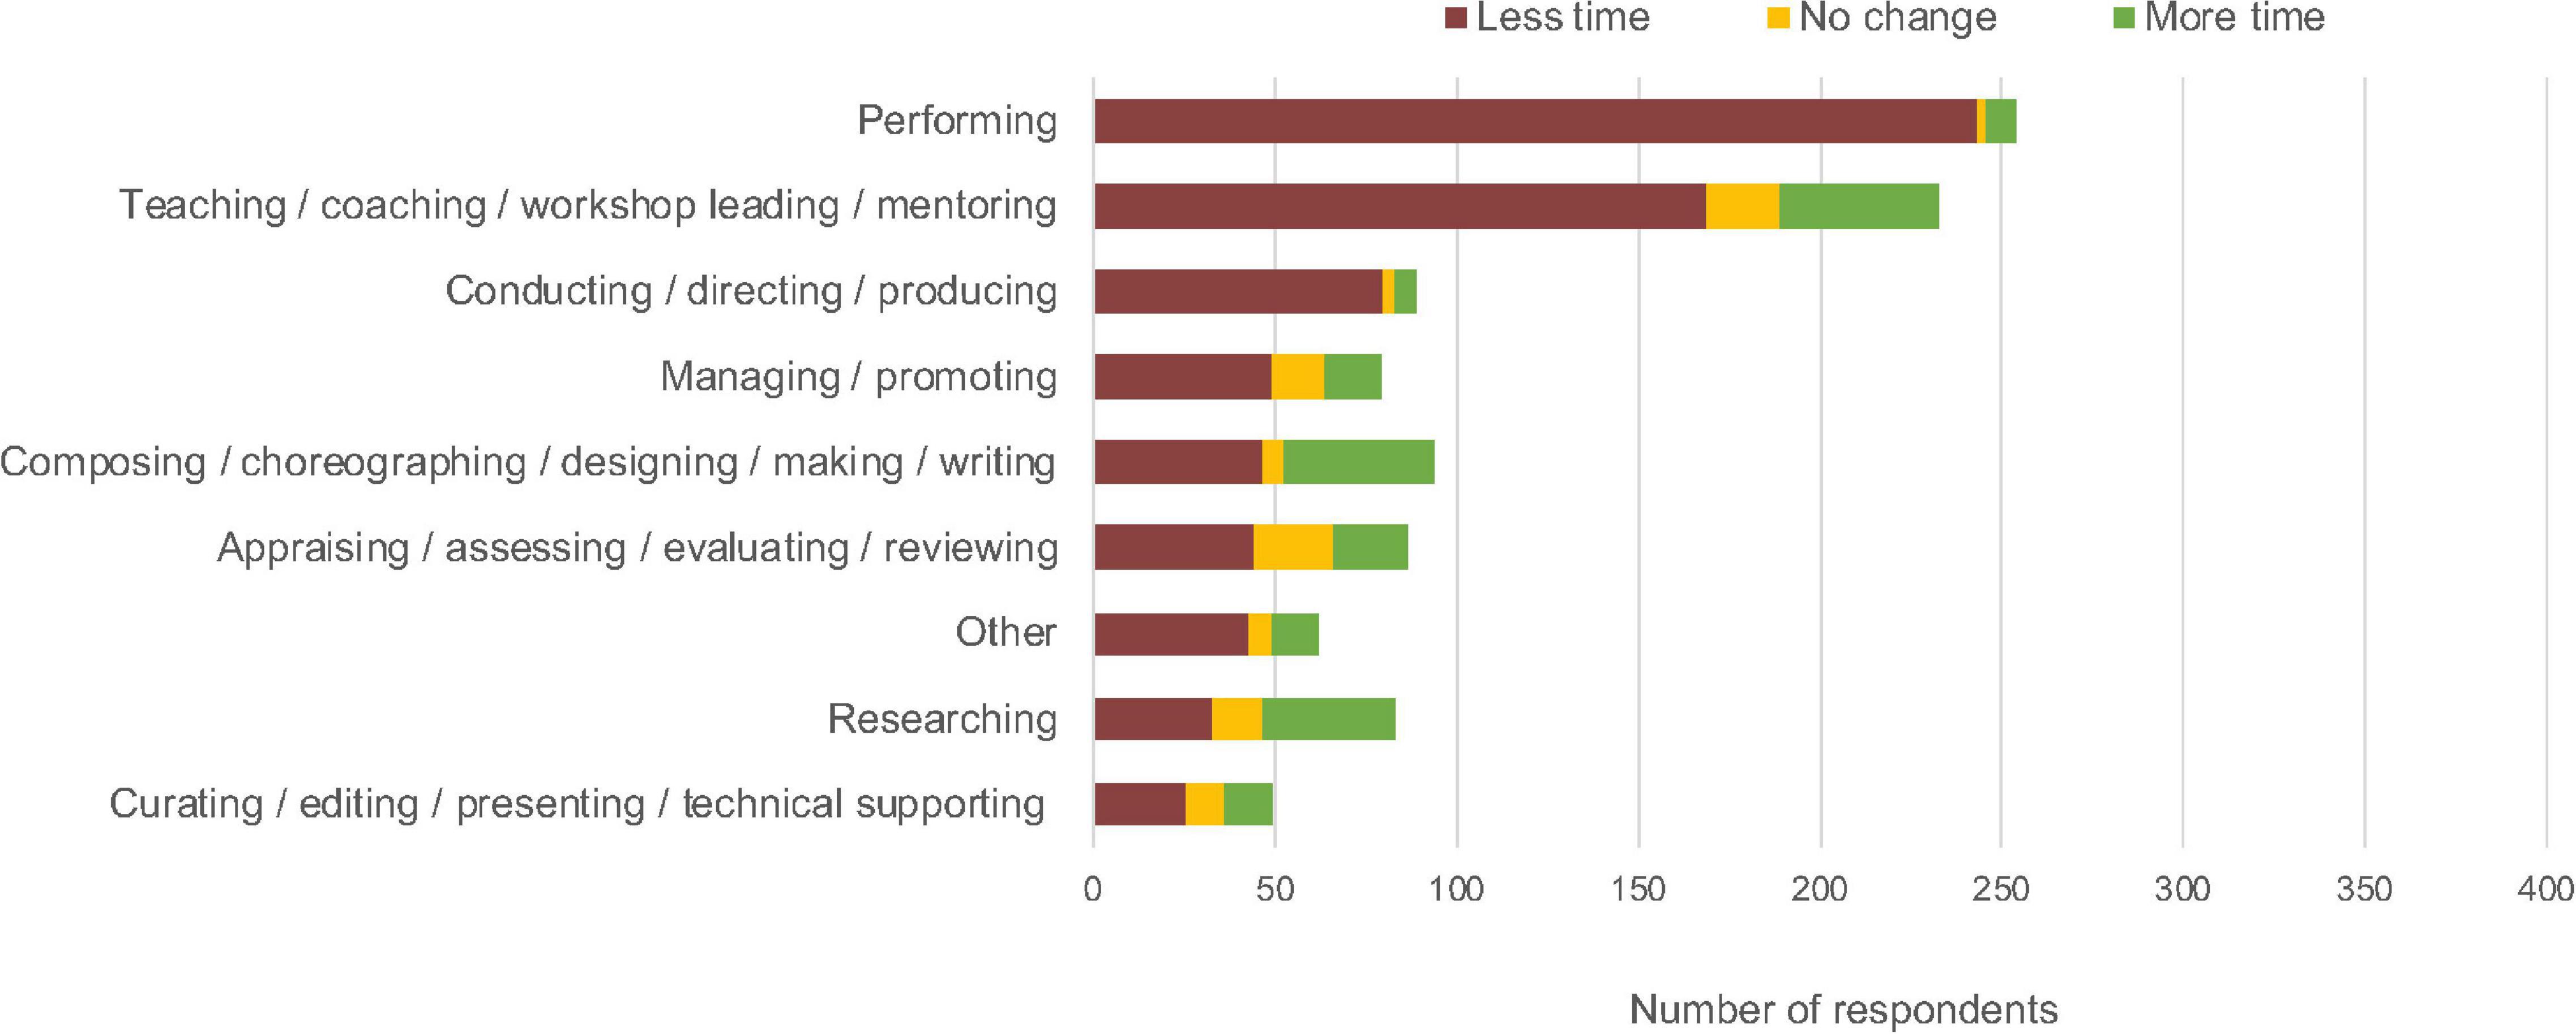 Less time No change More time
Performing
Teaching / coaching / workshop leading / mentoring
Conducting / directing / producing
Managing / promoting
Composing / choreographing / designing / making / writing
Appraising / assessing / evaluating / reviewing
Other
Researching
Curating / editing / presenting / technical supporting
0 50 100 150 200 250 300 350 400
Number of respondents